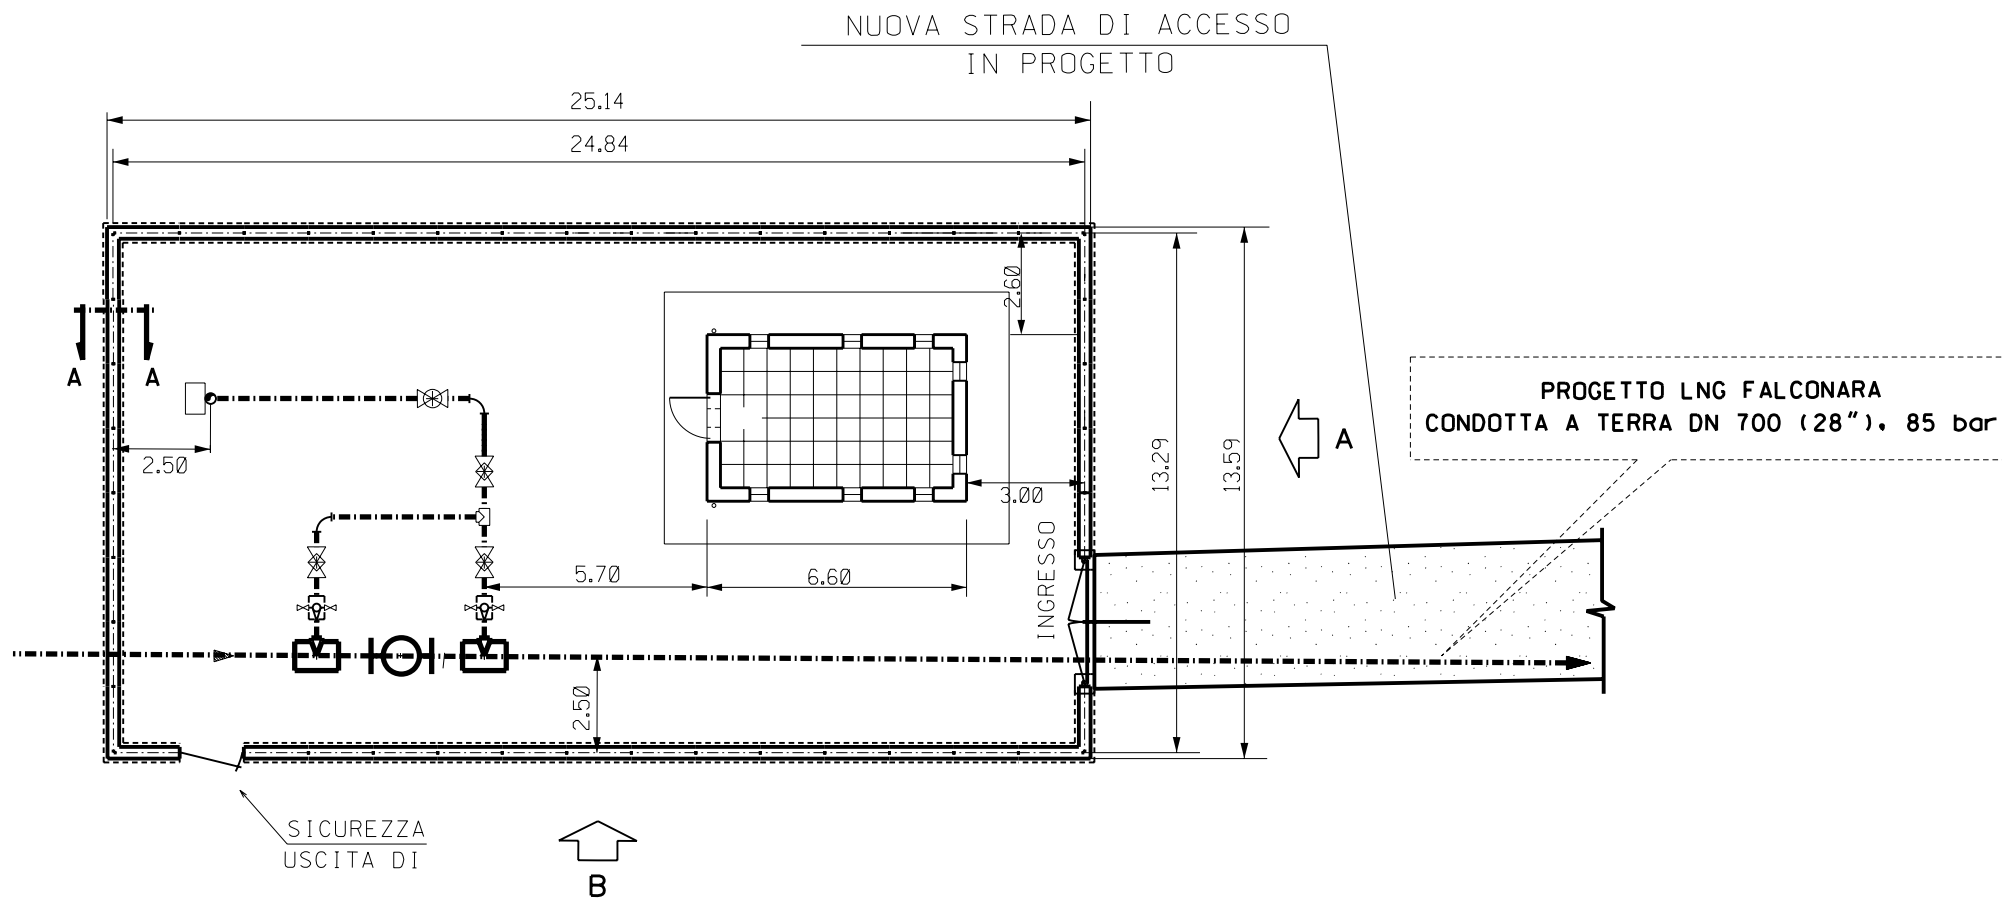 NUOVA STRADA DI ACCESSO
IN PROGETTO
25.14
24.84
2.60
A
A
PROGETTO LNG FALCONARA
CONDOTTA A TERRA DN 700 (28"), 85 bar
A
2.50
13.29
13.59
3.00
INGRESSO
5.70
6.60
2.50
SICUREZZA
USCITA DI
B